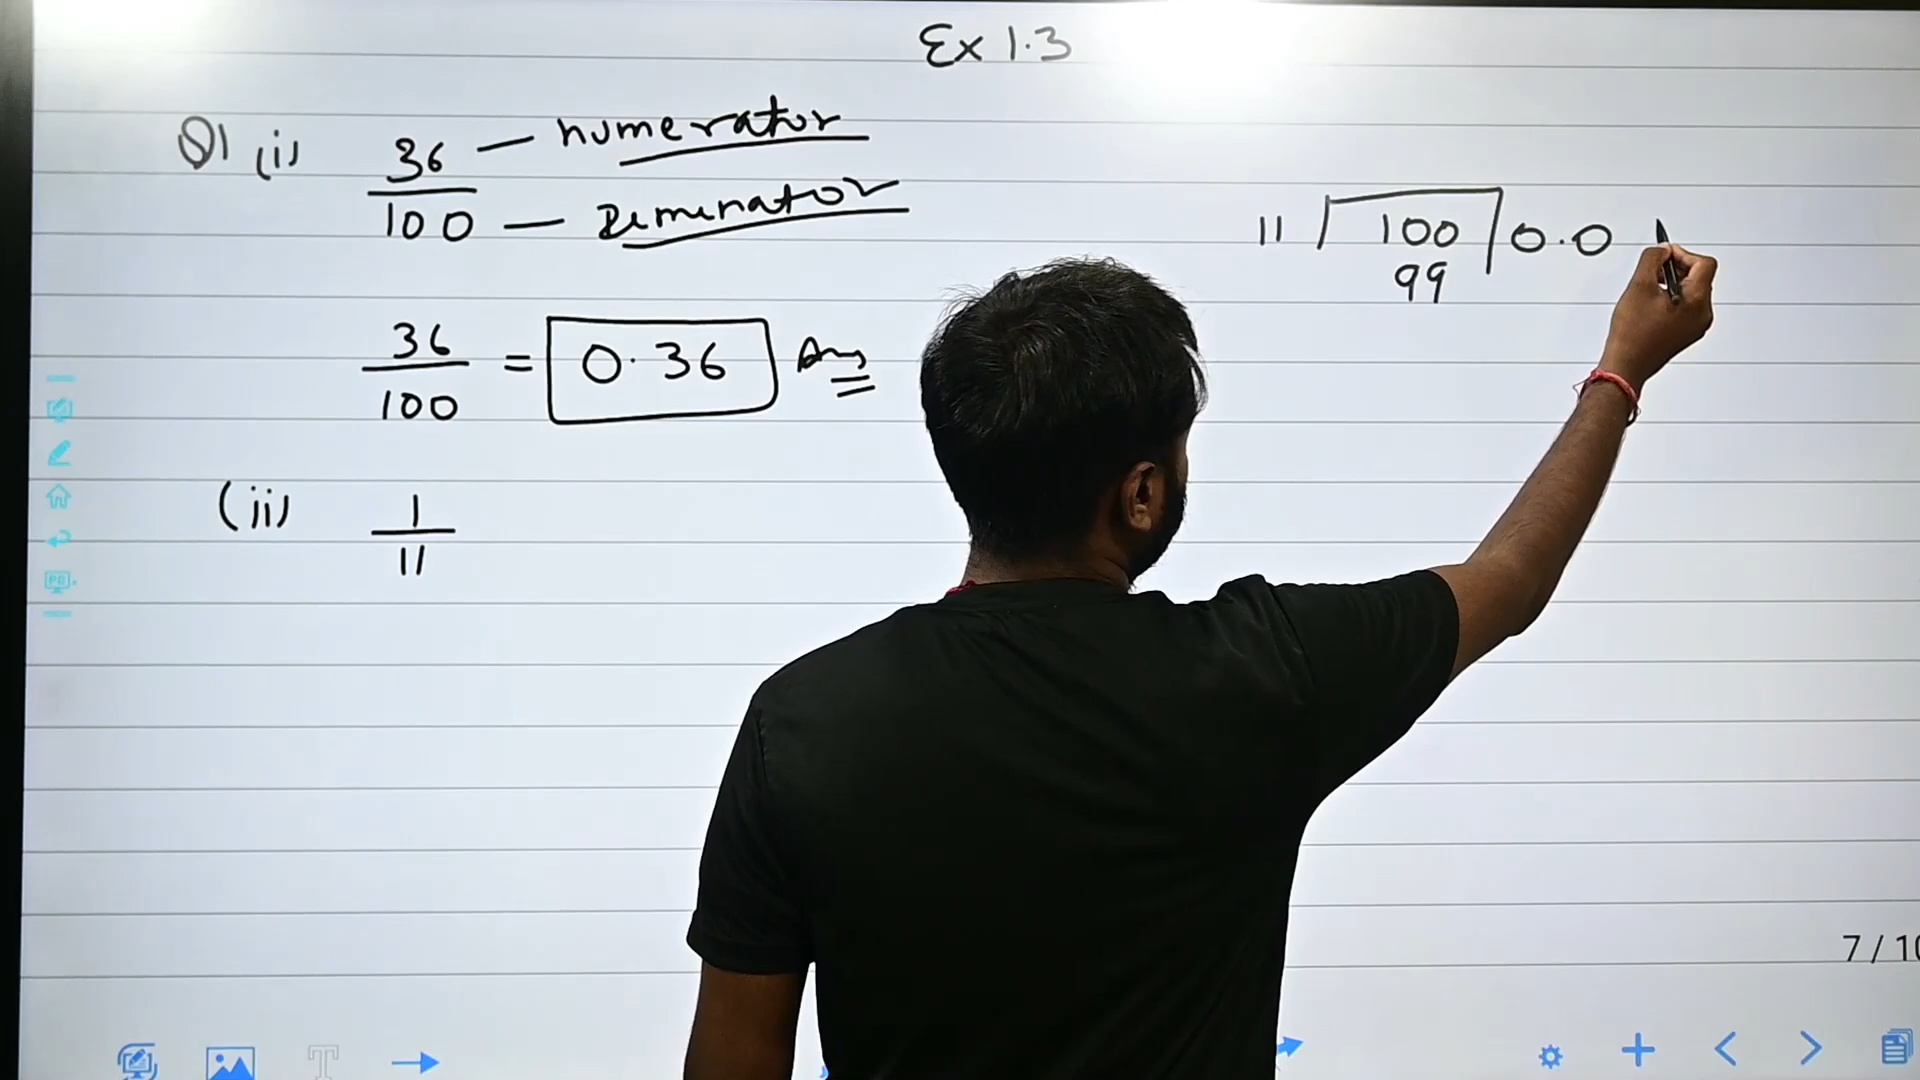 Ex 1.3
Q1 (i) 36 — numerator
100 — Deminator
36
100
= 0.36 Ans
(ii) 1
11
11 100 0.0
99
7 / 10